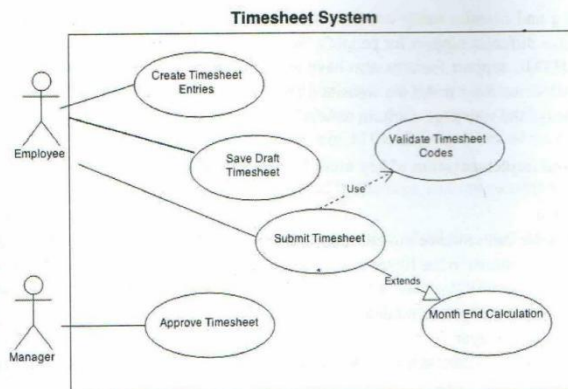 Timesheet System
Create Timesheet
Entries
Employee
Save Draft
Timesheet
Validate Timesheet
Codes
Use
Submit Timesheet
Extends
Month End Calculation
Approve Timesheet
Manager